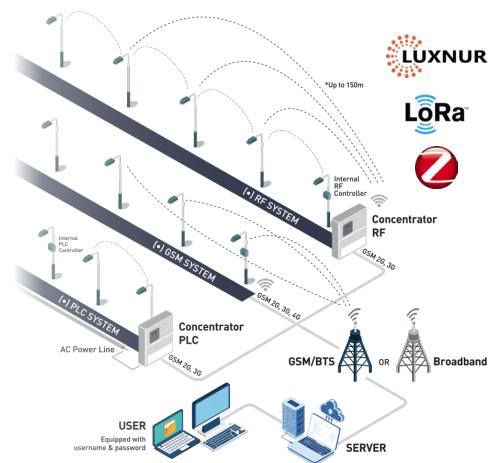 LUXNUR
*Up to 150m
LoRa™
Z
Internal
RF
Controller
[•] RF SYSTEM
Concentrator
RF
GSM 2G, 3G
Internal
PLC
Controller
[•] GSM SYSTEM
GSM 2G, 3G, 4G
[•] PLC SYSTEM
Concentrator
PLC
AC Power Line
GSM 2G, 3G
GSM/BTS
OR
Broadband
USER
Equipped with
username & password
SERVER